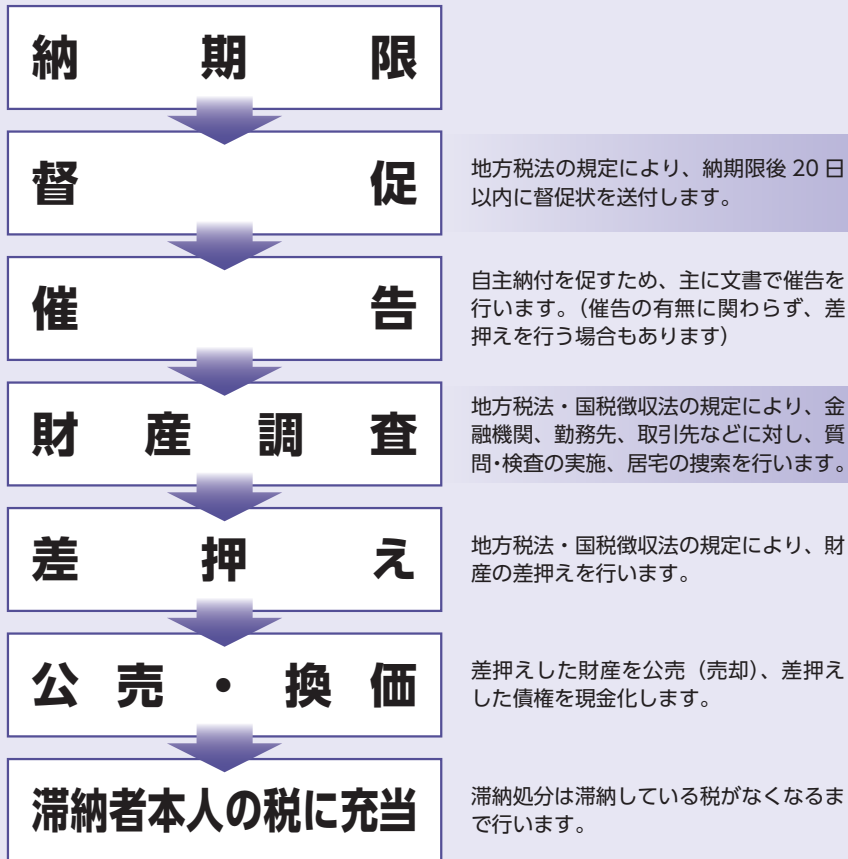 納期限
督促
地方税法の規定により、納期限後 20 日
以内に督促状を送付します。
催告
自主納付を促すため、主に文書で催告を
行います。（催告の有無に関わらず、差
押えを行う場合もあります）
財産調査
地方税法・国税徴収法の規定により、金
融機関、勤務先、取引先などに対し、質
問・検査の実施、居宅の捜索を行います。
差押え
地方税法・国税徴収法の規定により、財
産の差押えを行います。
公売・換価
差押えした財産を公売（売却）、差押え
した債権を現金化します。
滞納者本人の税に充当
滞納処分は滞納している税がなくなるま
で行います。